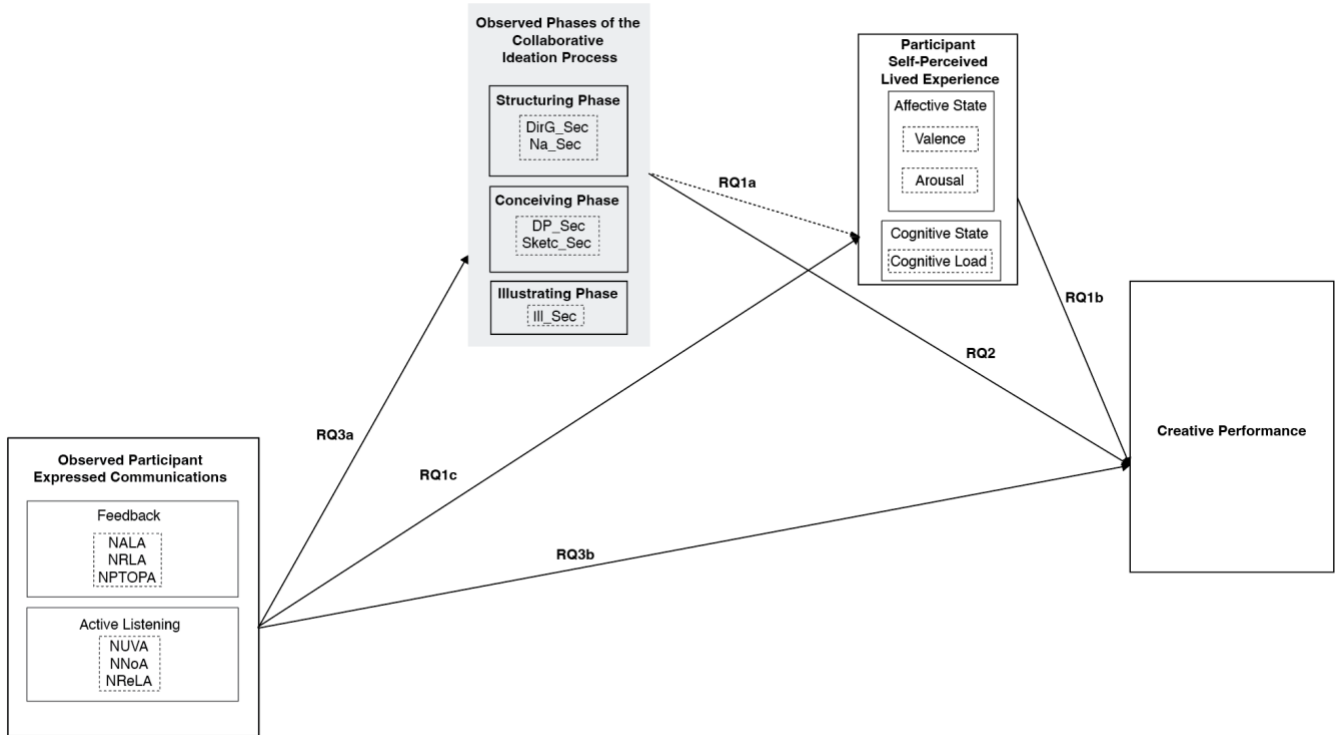 Observed Phases of the
Collaborative
Ideation Process
Structuring Phase
DirG_Sec
Na_Sec
Conceiving Phase
DP_Sec
Sketc_Sec
Illustrating Phase
Ill_Sec
Participant
Self-Perceived
Lived Experience
Affective State
Valence
Arousal
Cognitive State
Cognitive Load
RQ1a
RQ1b
RQ2
Creative Performance
RQ3a
RQ1c
RQ3b
Observed Participant
Expressed Communications
Feedback
NALA
NRLA
NPTOPA
Active Listening
NUVA
NNoA
NReLA